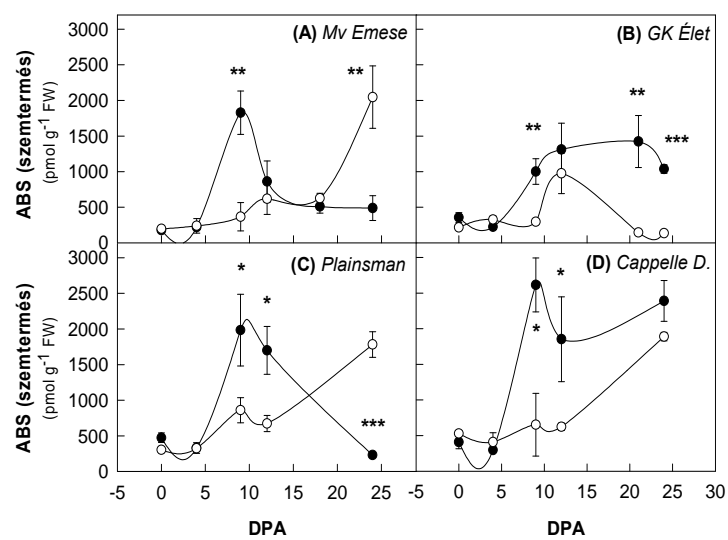 (A) Mv Emese
(B) GK Élet
ABS (szemtermés)
(pmol g⁻¹ FW)
3000
2500
2000
1500
1000
500
0
**
**
**
**
***
(C) Plainsman
(D) Cappelle D.
ABS (szemtermés)
(pmol g⁻¹ FW)
3000
2500
2000
1500
1000
500
0
*
*
***
*
*
-5 0 5 10 15 20 25
-5 0 5 10 15 20 25 30
DPA
DPA